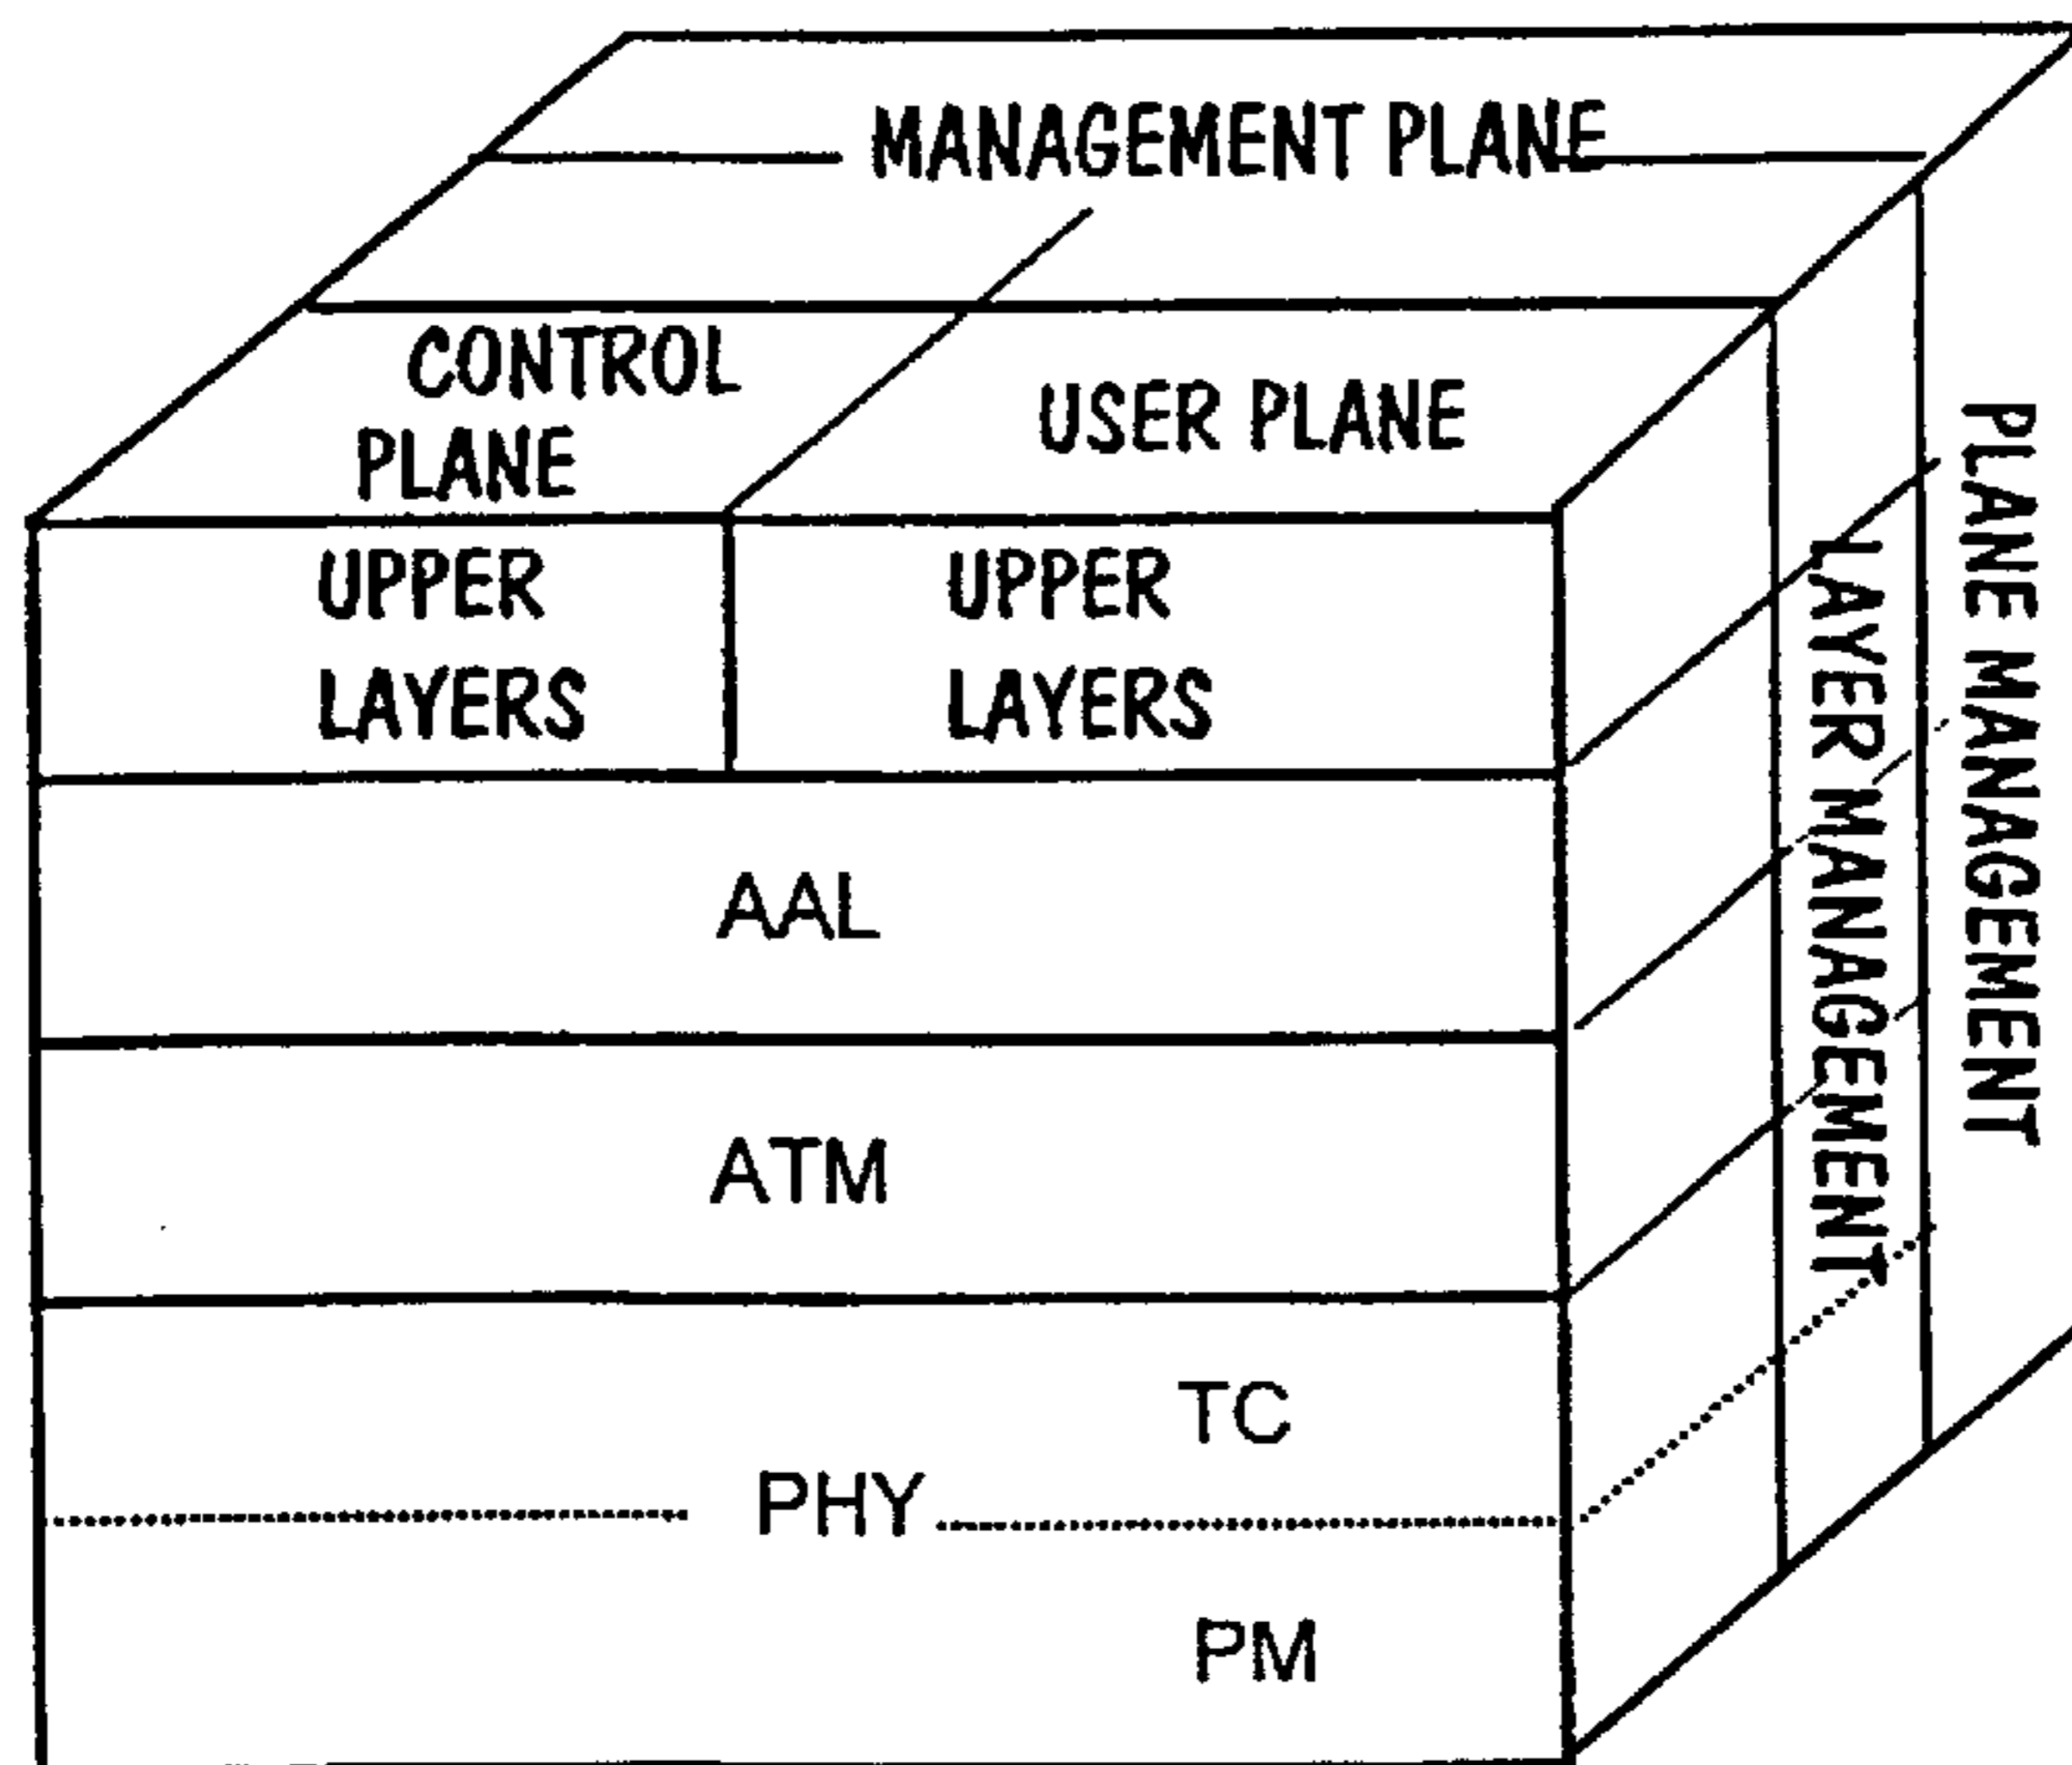 MANAGEMENT PLANE
CONTROL
PLANE
USER PLANE
UPPER
LAYERS
UPPER
LAYERS
AAL
ATM
TC
PHY
PM
LAYER MANAGEMENT
PLANE MANAGEMENT